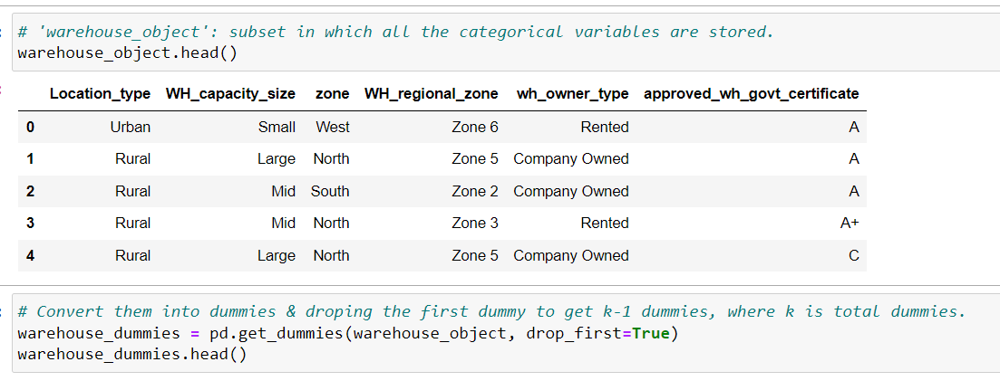 # 'warehouse_object': subset in which all the categorical variables are stored.
warehouse_object.head()
Location_type WH_capacity_size zone WH_regional_zone wh_owner_type approved_wh_govt_certificate
0 Urban Small West Zone 6 Rented A
1 Rural Large North Zone 5 Company Owned A
2 Rural Mid South Zone 2 Company Owned A
3 Rural Mid North Zone 3 Rented A+
4 Rural Large North Zone 5 Company Owned C
# Convert them into dummies & droping the first dummy to get k-1 dummies, where k is total dummies.
warehouse_dummies = pd.get_dummies(warehouse_object, drop_first=True)
warehouse_dummies.head()